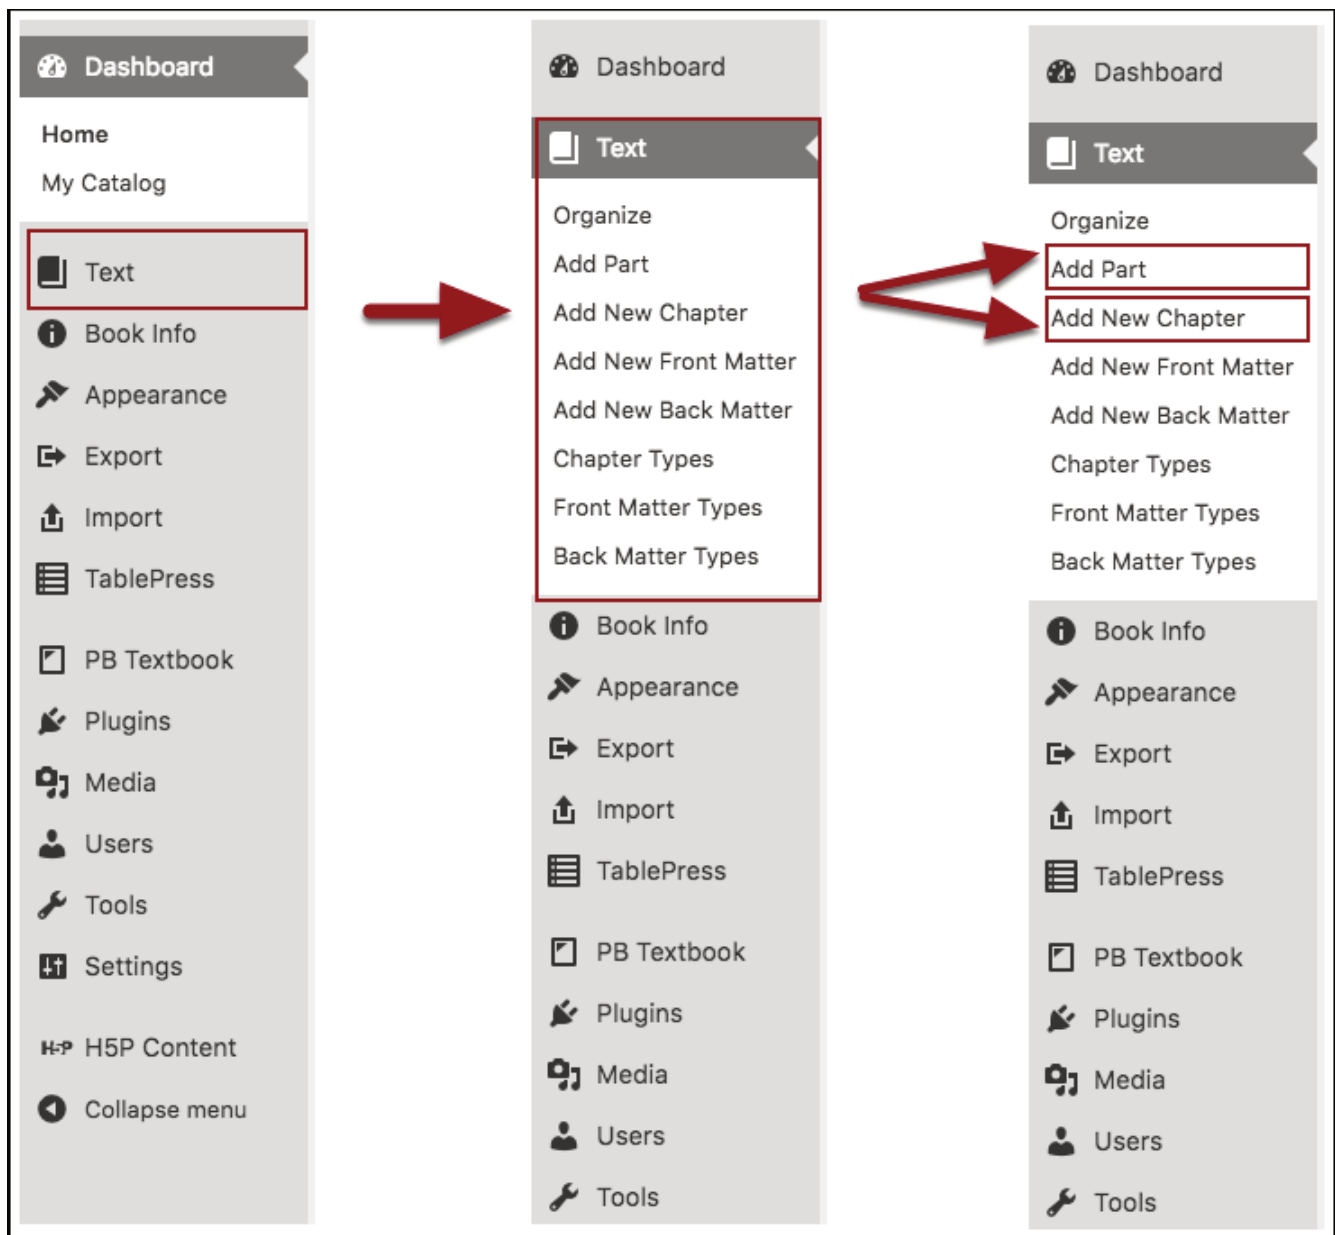 Dashboard
Home
My Catalog
Text
Book Info
Appearance
Export
Import
TablePress
PB Textbook
Plugins
Media
Users
Tools
Settings
H5P H5P Content
Collapse menu
Dashboard
Text
Organize
Add Part
Add New Chapter
Add New Front Matter
Add New Back Matter
Chapter Types
Front Matter Types
Back Matter Types
Book Info
Appearance
Export
Import
TablePress
PB Textbook
Plugins
Media
Users
Tools
Dashboard
Text
Organize
Add Part
Add New Chapter
Add New Front Matter
Add New Back Matter
Chapter Types
Front Matter Types
Back Matter Types
Book Info
Appearance
Export
Import
TablePress
PB Textbook
Plugins
Media
Users
Tools